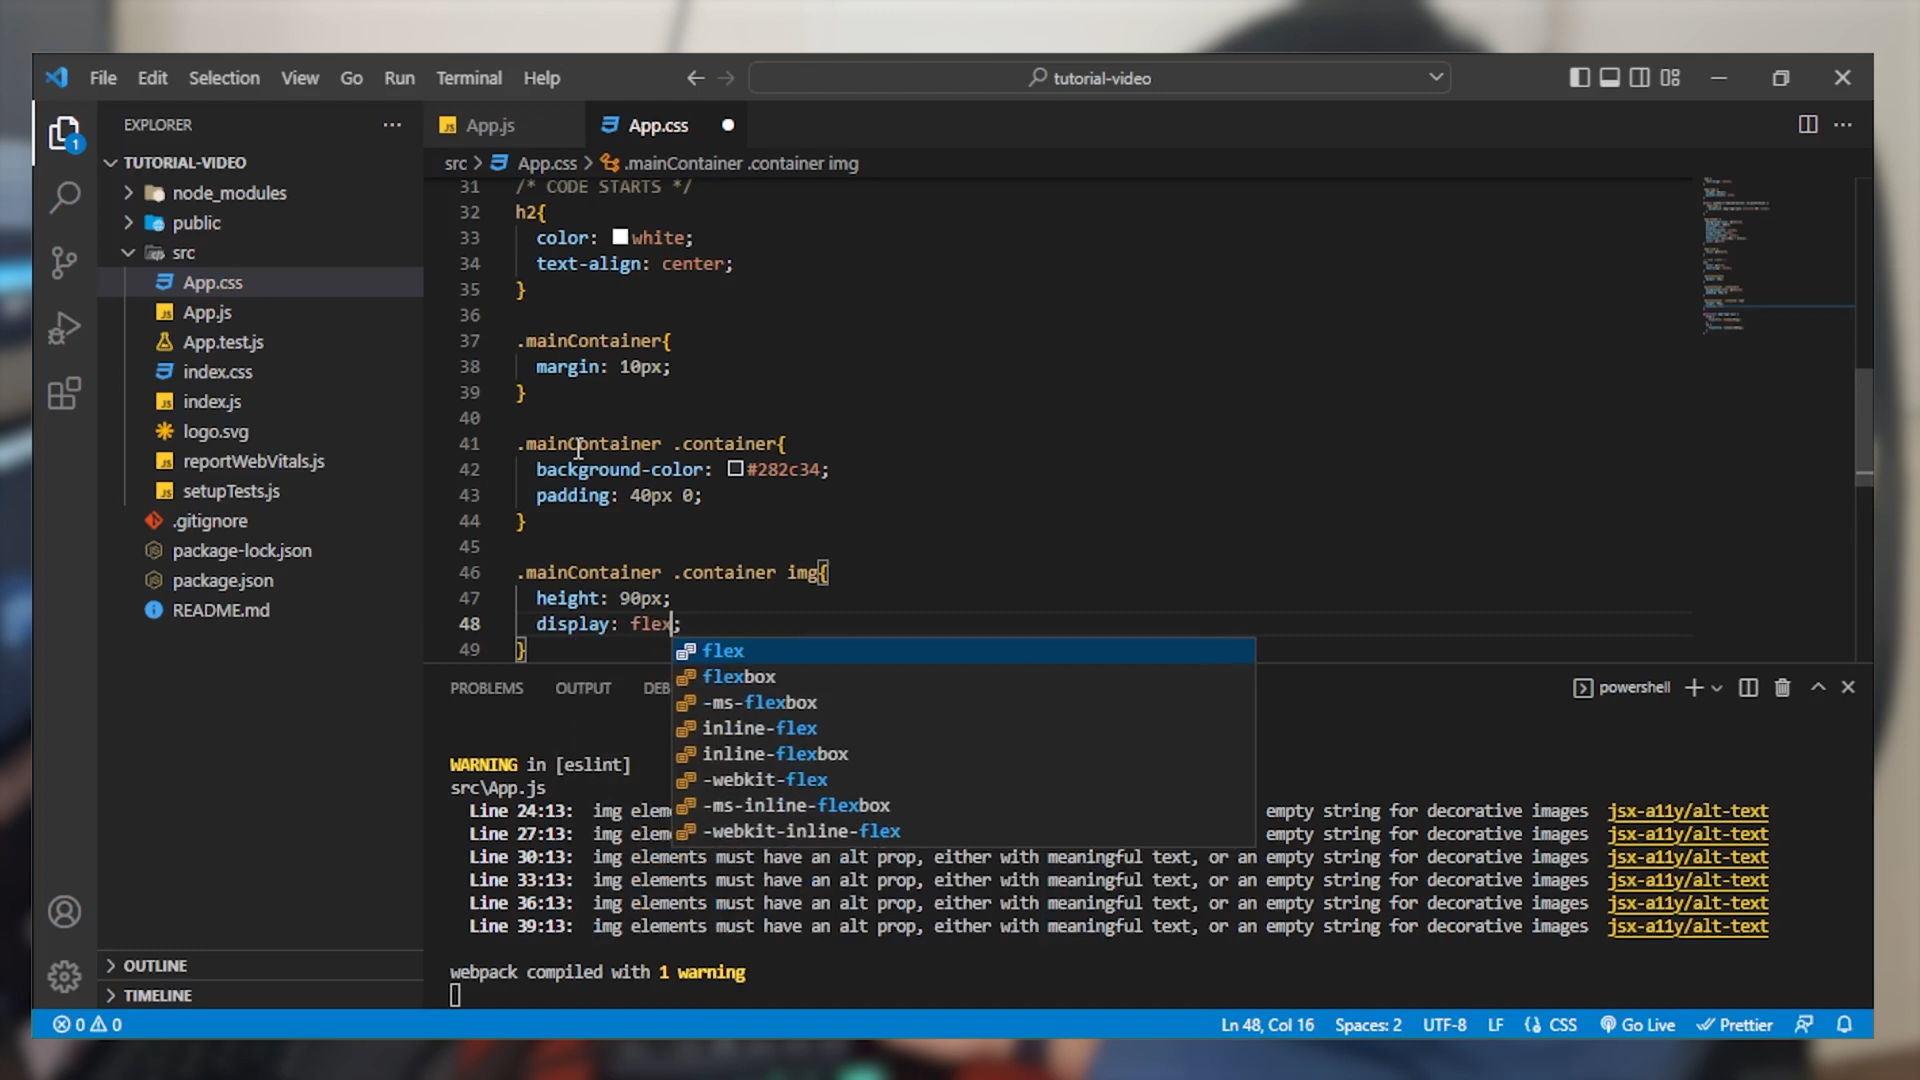 File Edit Selection View Go Run Terminal Help
tutorial-video
EXPLORER
TUTORIAL-VIDEO
node_modules
public
src
App.css
App.js
App.test.js
index.css
index.js
logo.svg
reportWebVitals.js
setupTests.js
.gitignore
package-lock.json
package.json
README.md
OUTLINE
TIMELINE
1
JS App.js
App.css
src > App.css > .mainContainer .container img
31 /* CODE STARTS */
32 h2{
33 color: white;
34 text-align: center;
35 }
36
37 .mainContainer{
38 margin: 10px;
39 }
40
41 .mainContainer .container{
42 background-color: #282c34;
43 padding: 40px 0;
44 }
45
46 .mainContainer .container img{
47 height: 90px;
48 display: flex;
49 }
flex
flexbox
-ms-flexbox
inline-flex
inline-flexbox
-webkit-flex
-ms-inline-flexbox
-webkit-inline-flex
PROBLEMS OUTPUT DEB
powershell
WARNING in [eslint]
src\App.js
Line 24:13: img elem empty string for decorative images jsx-a11y/alt-text
Line 27:13: img elem empty string for decorative images jsx-a11y/alt-text
Line 30:13: img elements must have an alt prop, either with meaningful text, or an empty string for decorative images jsx-a11y/alt-text
Line 33:13: img elements must have an alt prop, either with meaningful text, or an empty string for decorative images jsx-a11y/alt-text
Line 36:13: img elements must have an alt prop, either with meaningful text, or an empty string for decorative images jsx-a11y/alt-text
Line 39:13: img elements must have an alt prop, either with meaningful text, or an empty string for decorative images jsx-a11y/alt-text
webpack compiled with 1 warning
0 0
Ln 48, Col 16 Spaces: 2 UTF-8 LF {} CSS Go Live Prettier